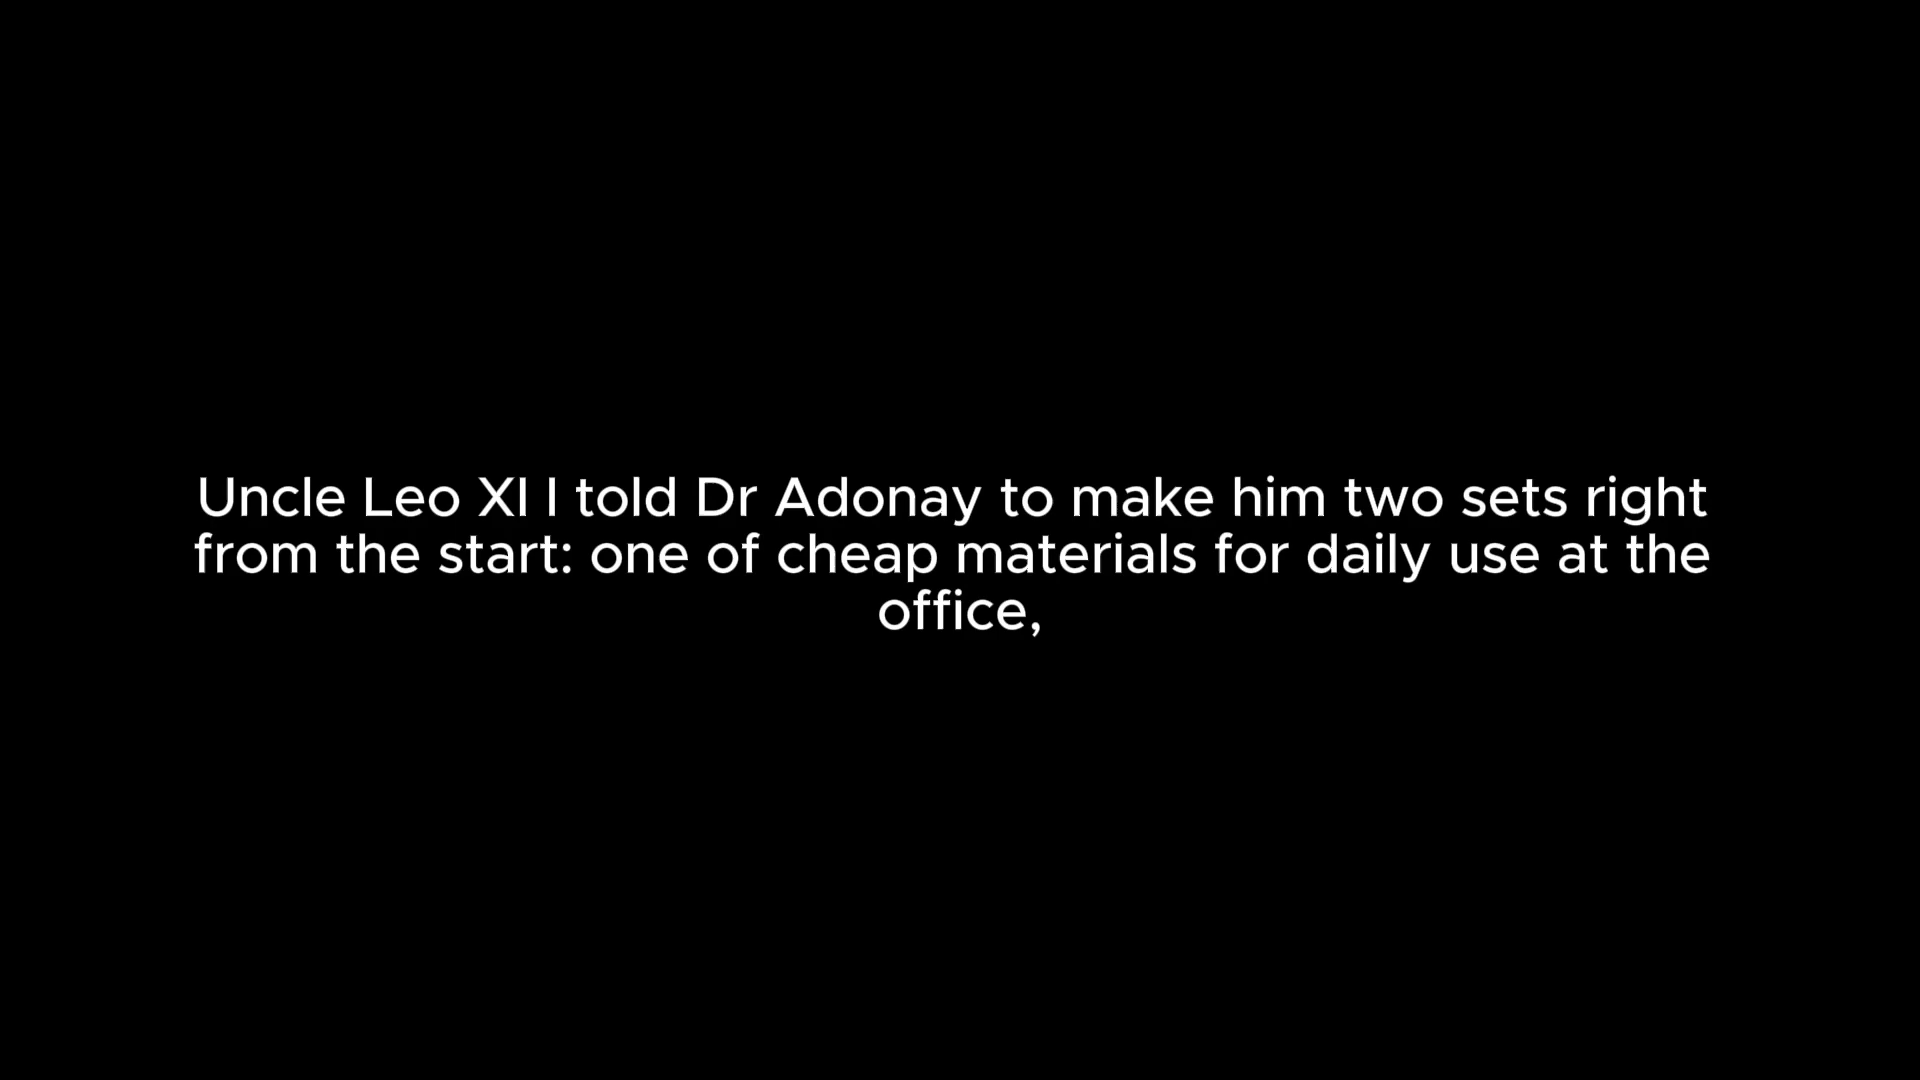 Uncle Leo XI I told Dr Adonay to make him two sets right
from the start: one of cheap materials for daily use at the
office,